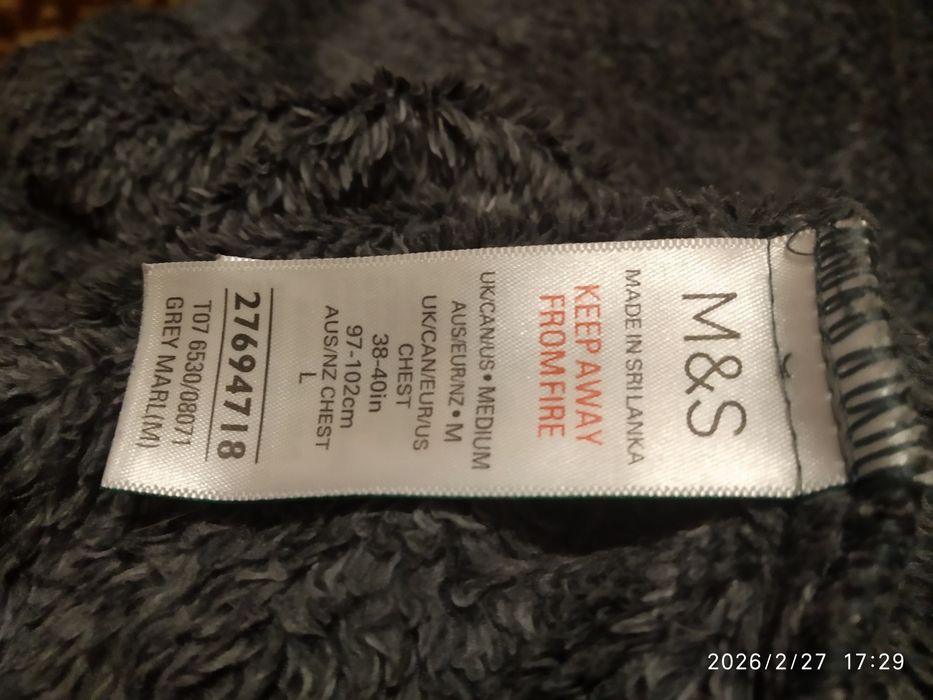 M&S
MADE IN SRI LANKA
KEEP AWAY
FROM FIRE
UK/CAN/US • MEDIUM
AUS/EUR/NZ • M
UK/CAN/EUR/US
CHEST
38-40in
97-102cm
AUS/NZ CHEST
L
27694718
T07 6530/08071
GREY MARL(M)
2026/2/27 17:29